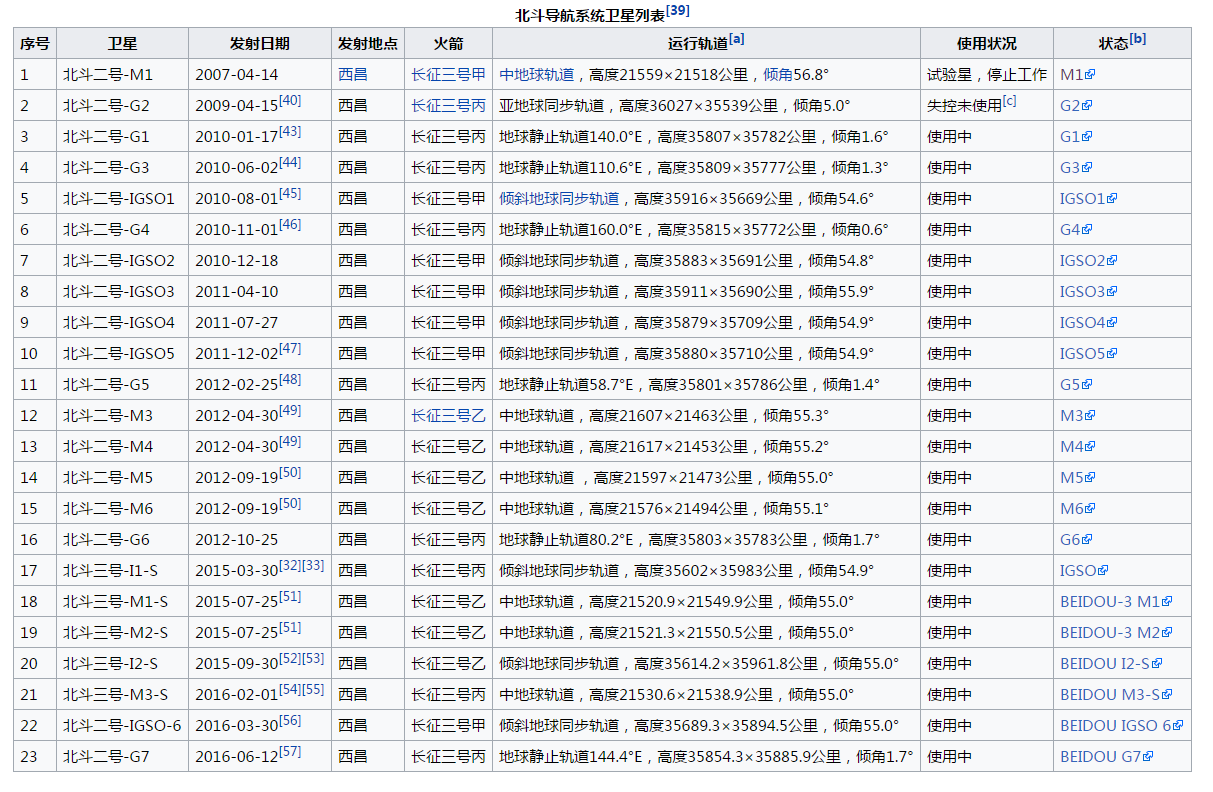 北斗导航系统卫星列表[39]
序号 卫星 发射日期 发射地点 火箭 运行轨道[a] 使用状况 状态[b]
1 北斗二号-M1 2007-04-14 西昌 长征三号甲 中地球轨道，高度21559×21518公里，倾角56.8° 试验星，停止工作 M1
2 北斗二号-G2 2009-04-15[40] 西昌 长征三号丙 亚地球同步轨道，高度36027×35539公里，倾角5.0° 失控未使用[c] G2
3 北斗二号-G1 2010-01-17[43] 西昌 长征三号丙 地球静止轨道140.0°E，高度35807×35782公里，倾角1.6° 使用中 G1
4 北斗二号-G3 2010-06-02[44] 西昌 长征三号丙 地球静止轨道110.6°E，高度35809×35777公里，倾角1.3° 使用中 G3
5 北斗二号-IGSO1 2010-08-01[45] 西昌 长征三号甲 倾斜地球同步轨道，高度35916×35669公里，倾角54.6° 使用中 IGSO1
6 北斗二号-G4 2010-11-01[46] 西昌 长征三号丙 地球静止轨道160.0°E，高度35815×35772公里，倾角0.6° 使用中 G4
7 北斗二号-IGSO2 2010-12-18 西昌 长征三号甲 倾斜地球同步轨道，高度35883×35691公里，倾角54.8° 使用中 IGSO2
8 北斗二号-IGSO3 2011-04-10 西昌 长征三号甲 倾斜地球同步轨道，高度35911×35690公里，倾角55.9° 使用中 IGSO3
9 北斗二号-IGSO4 2011-07-27 西昌 长征三号甲 倾斜地球同步轨道，高度35879×35709公里，倾角54.9° 使用中 IGSO4
10 北斗二号-IGSO5 2011-12-02[47] 西昌 长征三号甲 倾斜地球同步轨道，高度35880×35710公里，倾角54.9° 使用中 IGSO5
11 北斗二号-G5 2012-02-25[48] 西昌 长征三号丙 地球静止轨道58.7°E，高度35801×35786公里，倾角1.4° 使用中 G5
12 北斗二号-M3 2012-04-30[49] 西昌 长征三号乙 中地球轨道，高度21607×21463公里，倾角55.3° 使用中 M3
13 北斗二号-M4 2012-04-30[49] 西昌 长征三号乙 中地球轨道，高度21617×21453公里，倾角55.2° 使用中 M4
14 北斗二号-M5 2012-09-19[50] 西昌 长征三号乙 中地球轨道 ，高度21597×21473公里，倾角55.0° 使用中 M5
15 北斗二号-M6 2012-09-19[50] 西昌 长征三号乙 中地球轨道，高度21576×21494公里，倾角55.1° 使用中 M6
16 北斗二号-G6 2012-10-25 西昌 长征三号丙 地球静止轨道80.2°E，高度35803×35783公里，倾角1.7° 使用中 G6
17 北斗三号-I1-S 2015-03-30[32][33] 西昌 长征三号丙 倾斜地球同步轨道，高度35602×35983公里，倾角54.9° 使用中 IGSO
18 北斗三号-M1-S 2015-07-25[51] 西昌 长征三号乙 中地球轨道，高度21520.9×21549.9公里，倾角55.0° 使用中 BEIDOU-3 M1
19 北斗三号-M2-S 2015-07-25[51] 西昌 长征三号乙 中地球轨道，高度21521.3×21550.5公里，倾角55.0° 使用中 BEIDOU-3 M2
20 北斗三号-I2-S 2015-09-30[52][53] 西昌 长征三号乙 倾斜地球同步轨道，高度35614.2×35961.8公里，倾角55.0° 使用中 BEIDOU I2-S
21 北斗三号-M3-S 2016-02-01[54][55] 西昌 长征三号丙 中地球轨道，高度21530.6×21538.9公里，倾角55.0° 使用中 BEIDOU M3-S
22 北斗二号-IGSO-6 2016-03-30[56] 西昌 长征三号甲 倾斜地球同步轨道，高度35689.3×35894.5公里，倾角55.0° 使用中 BEIDOU IGSO 6
23 北斗二号-G7 2016-06-12[57] 西昌 长征三号丙 地球静止轨道144.4°E，高度35854.3×35885.9公里，倾角1.7° 使用中 BEIDOU G7